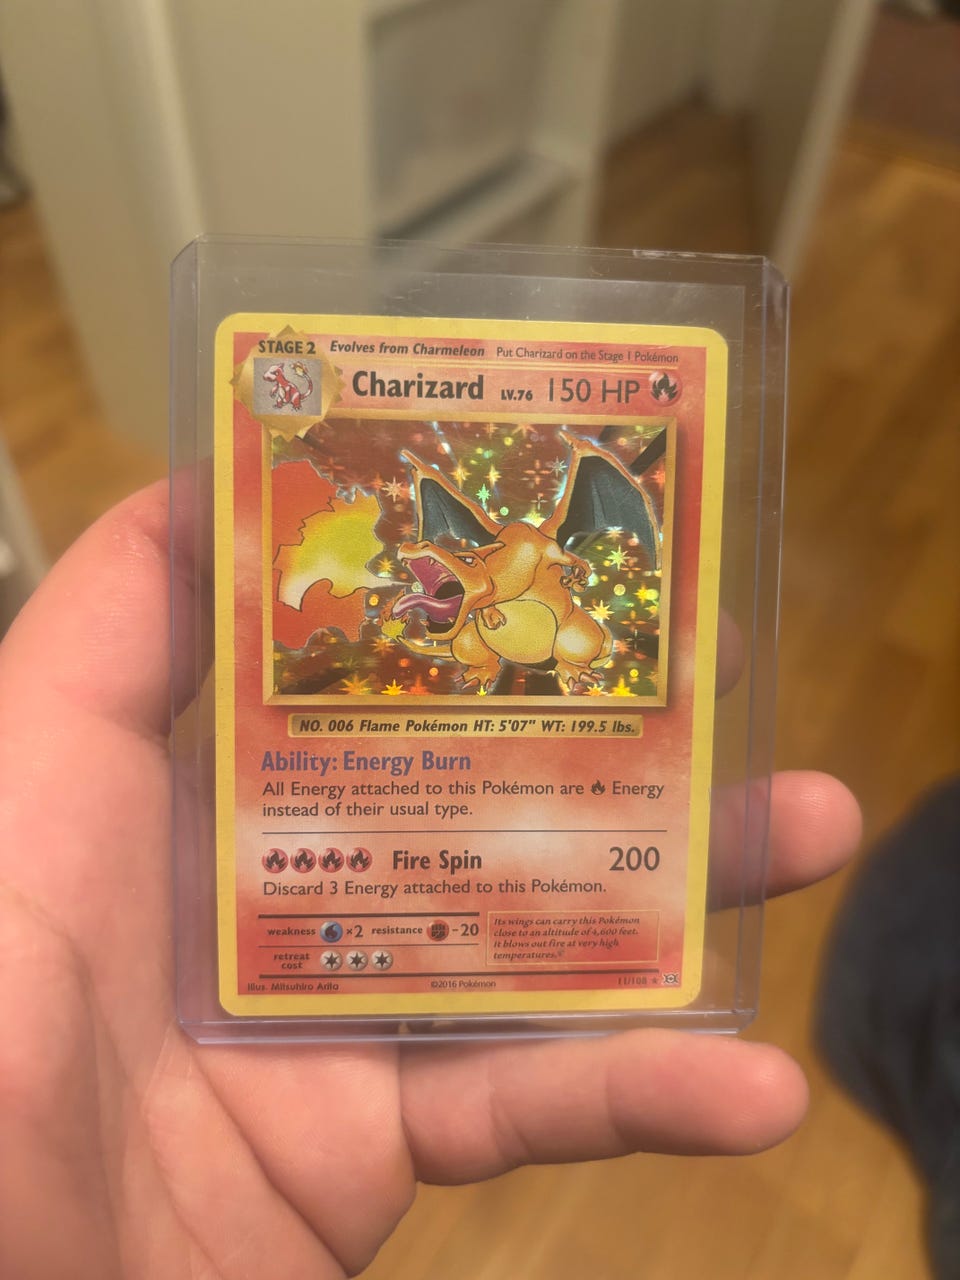 STAGE 2 Evolves from Charmeleon Put Charizard on the Stage 1 Pokémon
Charizard LV.76 150 HP
NO. 006 Flame Pokémon HT: 5'07" WT: 199.5 lbs.
Ability: Energy Burn
All Energy attached to this Pokémon are Energy
instead of their usual type.
Fire Spin 200
Discard 3 Energy attached to this Pokémon.
weakness ×2 resistance -20
retreat
cost
Its wings can carry this Pokémon
close to an altitude of 4,600 feet.
It blows out fire at very high
temperatures.
Illus. Mitsuhiro Arita ©2016 Pokémon 11/108 ★